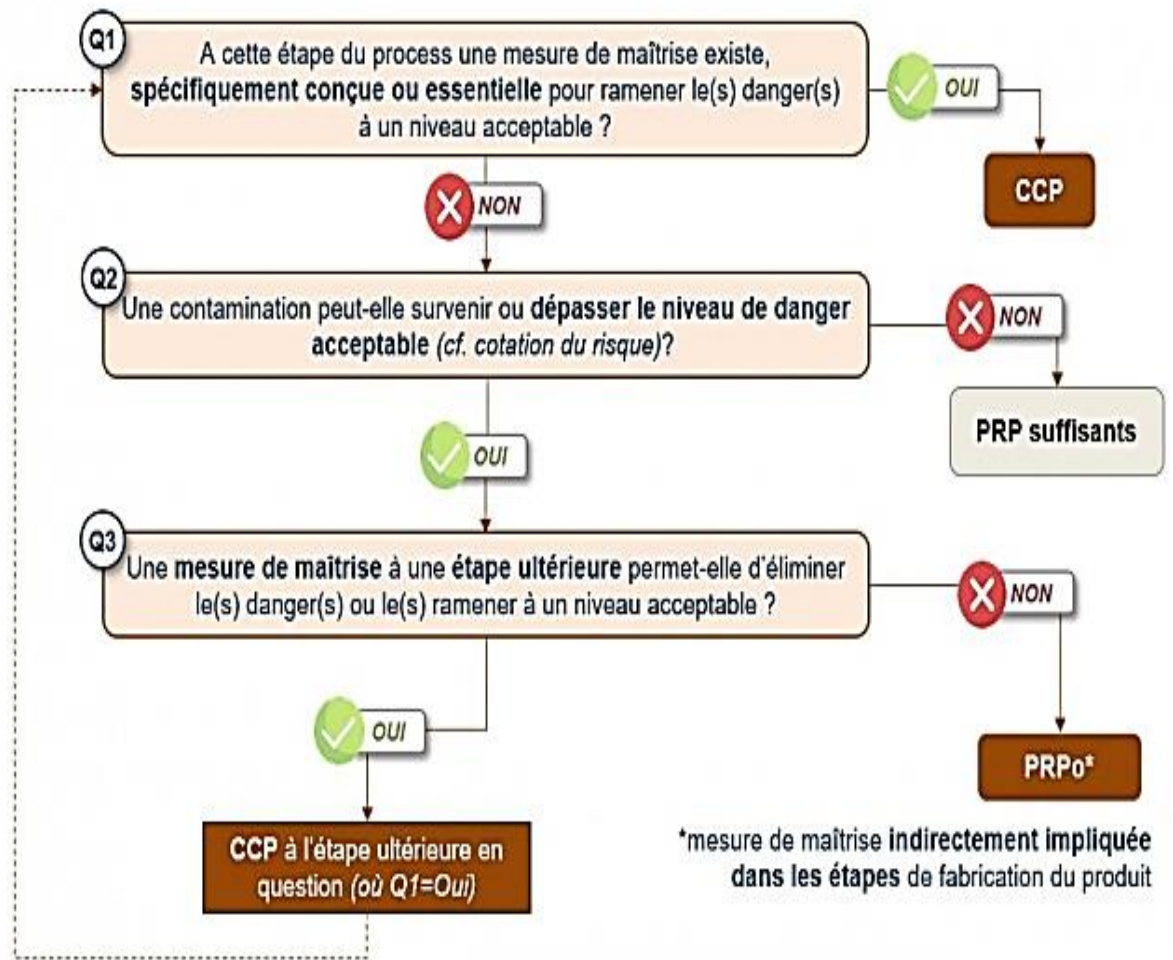 Q1
A cette étape du process une mesure de maîtrise existe,
spécifiquement conçue ou essentielle pour ramener le(s) danger(s)
à un niveau acceptable ?
OUI
CCP
NON
Q2
Une contamination peut-elle survenir ou dépasser le niveau de danger
acceptable (cf. cotation du risque)?
NON
PRP suffisants
OUI
Q3
Une mesure de maîtrise à une étape ultérieure permet-elle d'éliminer
le(s) danger(s) ou le(s) ramener à un niveau acceptable ?
NON
OUI
PRPo*
CCP à l'étape ultérieure en
question (où Q1=Oui)
*mesure de maîtrise indirectement impliquée
dans les étapes de fabrication du produit